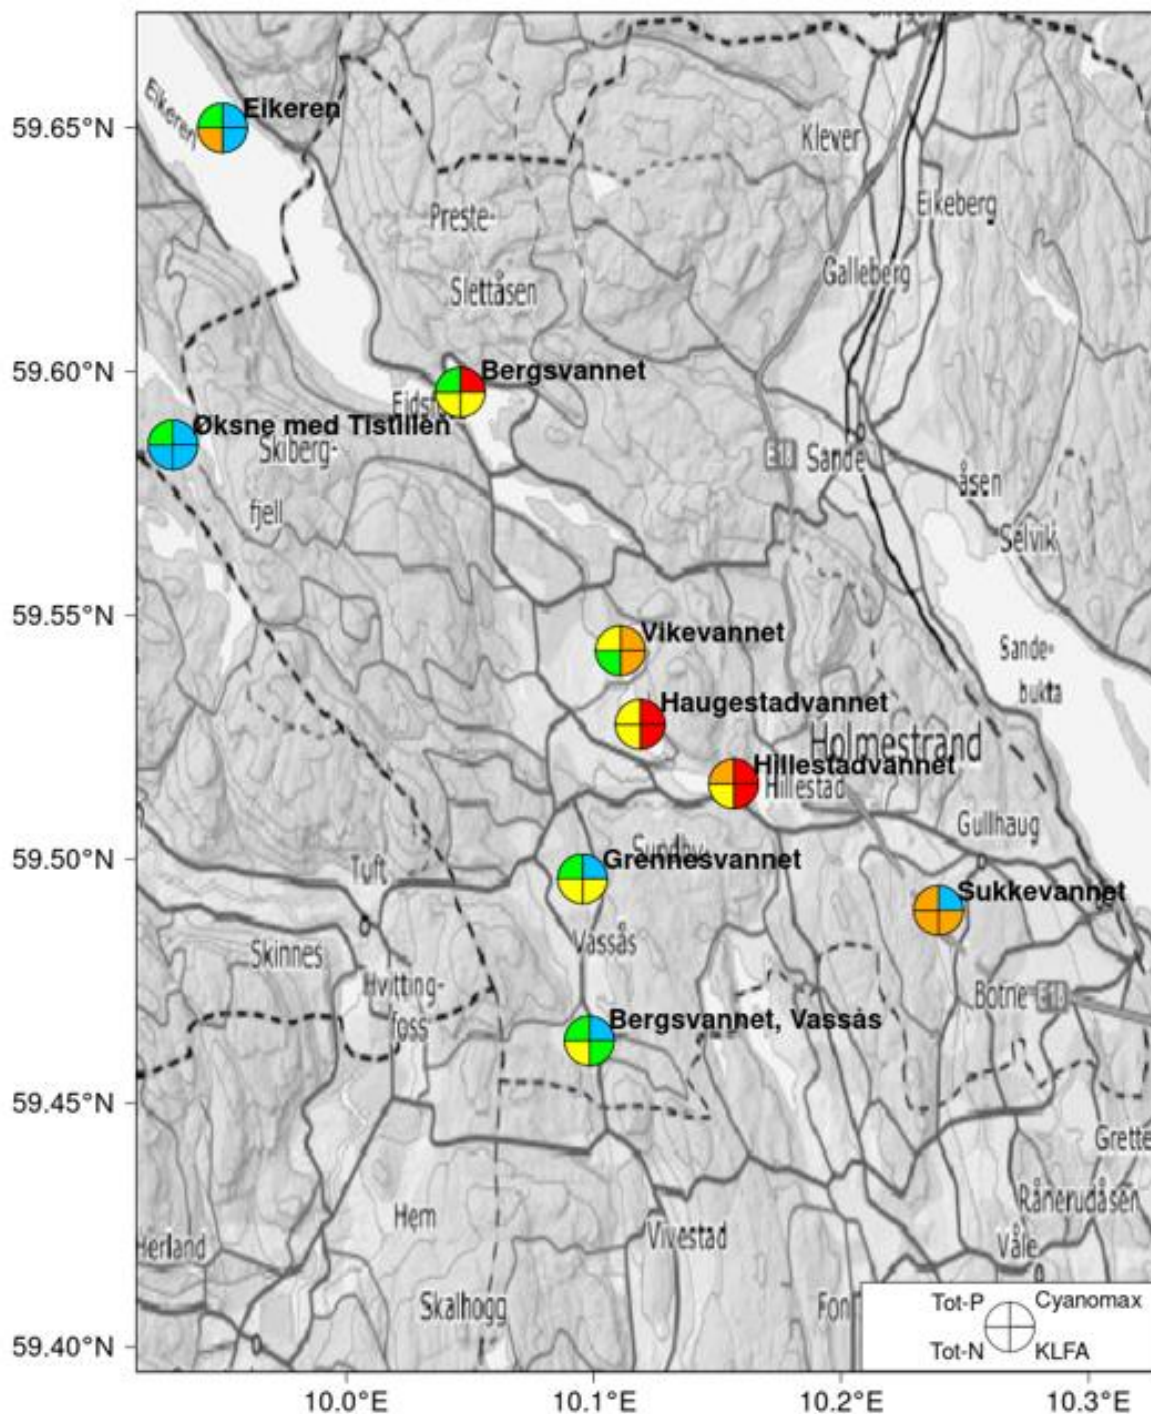 59.65°N
Eikeren
Eikeren
Klever
Eikeberg
Preste-
Galleberg
Slettåsen
59.60°N
Bergsvannet
Øksne med Tistillen
Skiberg-
fjell
E18
Sande
åsen
Selvik
59.55°N
Vikevannet
Sande-
bukta
Haugestadvannet
Holmestrand
Hillestadvannet
Hillestad
Gullhaug
59.50°N
Tuft
Sundby
Grennesvannet
Sukkevannet
Vassås
Skinnes
Hvitting-
foss
Botne
E18
Bergsvannet, Vassås
59.45°N
Grette
Rånerudåsen
Hem
Herland
Vivestad
Våle
Skalhogg
Fon
Tot-P
Cyanomax
Tot-N
KLFA
59.40°N
10.0°E
10.1°E
10.2°E
10.3°E